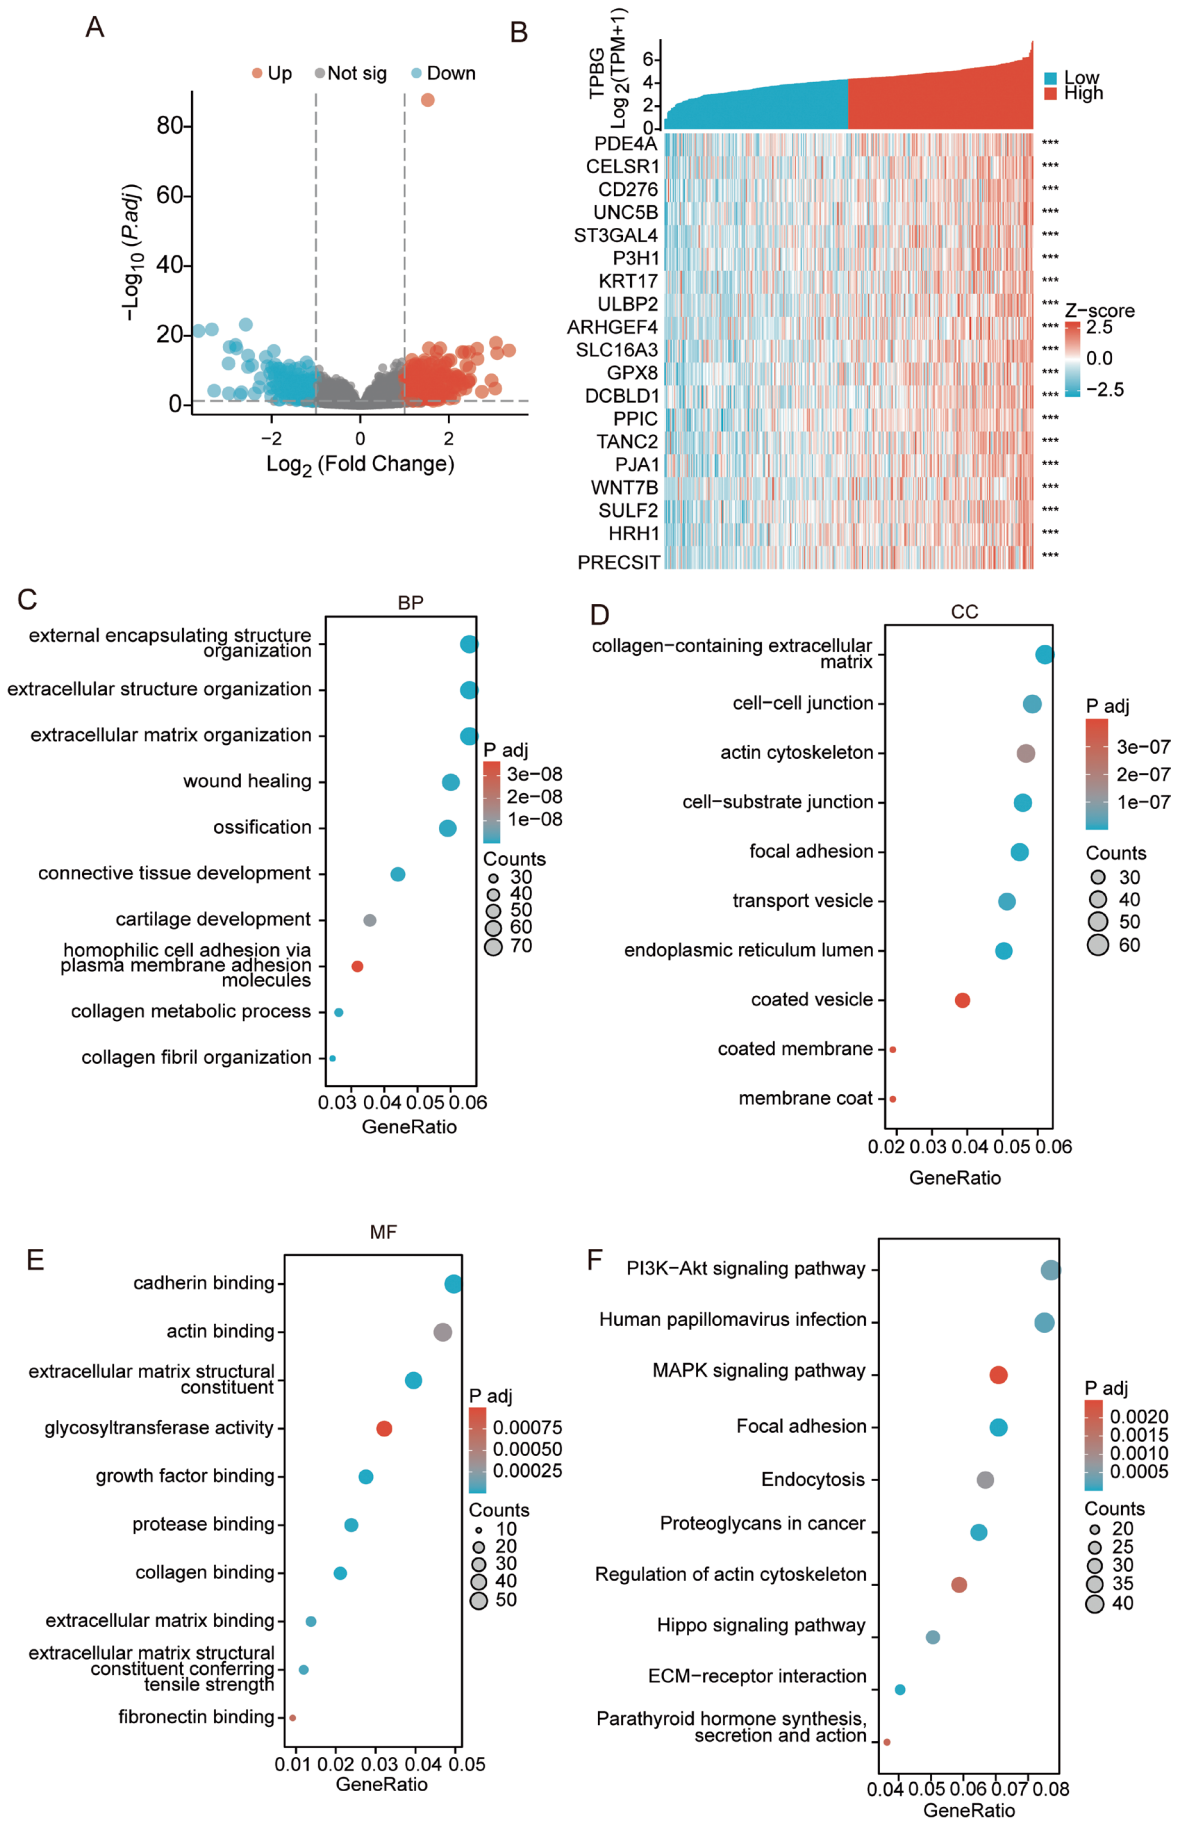 A
Up
Not sig
Down
−Log10 (P.adj)
80
60
40
20
0
−2
0
2
Log2 (Fold Change)
B
TPBG
Log2(TPM+1)
6
4
2
0
Low
High
PDE4A ***
CELSR1 ***
CD276 ***
UNC5B ***
ST3GAL4 ***
P3H1 ***
KRT17 ***
ULBP2 ***
ARHGEF4 ***
SLC16A3 ***
GPX8 ***
DCBLD1 ***
PPIC ***
TANC2 ***
PJA1 ***
WNT7B ***
SULF2 ***
HRH1 ***
PRECSIT ***
Z−score
2.5
0.0
−2.5
C
BP
external encapsulating structure
organization
extracellular structure organization
extracellular matrix organization
wound healing
ossification
connective tissue development
cartilage development
homophilic cell adhesion via
plasma membrane adhesion
molecules
collagen metabolic process
collagen fibril organization
0.03 0.04 0.05 0.06
GeneRatio
P adj
3e−08
2e−08
1e−08
Counts
30
40
50
60
70
D
CC
collagen−containing extracellular
matrix
cell−cell junction
actin cytoskeleton
cell−substrate junction
focal adhesion
transport vesicle
endoplasmic reticulum lumen
coated vesicle
coated membrane
membrane coat
0.02 0.03 0.04 0.05 0.06
GeneRatio
P adj
3e−07
2e−07
1e−07
Counts
30
40
50
60
E
MF
cadherin binding
actin binding
extracellular matrix structural
constituent
glycosyltransferase activity
growth factor binding
protease binding
collagen binding
extracellular matrix binding
extracellular matrix structural
constituent conferring
tensile strength
fibronectin binding
0.01 0.02 0.03 0.04 0.05
GeneRatio
P adj
0.00075
0.00050
0.00025
Counts
10
20
30
40
50
F
PI3K−Akt signaling pathway
Human papillomavirus infection
MAPK signaling pathway
Focal adhesion
Endocytosis
Proteoglycans in cancer
Regulation of actin cytoskeleton
Hippo signaling pathway
ECM−receptor interaction
Parathyroid hormone synthesis,
secretion and action
0.04 0.05 0.06 0.07 0.08
GeneRatio
P adj
0.0020
0.0015
0.0010
0.0005
Counts
20
25
30
35
40